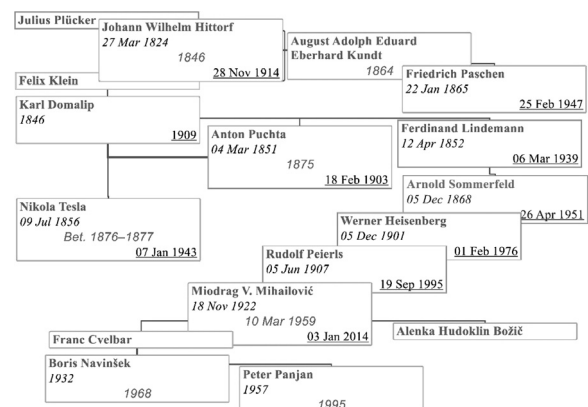 Julius Plücker
Johann Wilhelm Hittorf
27 Mar 1824
1846
28 Nov 1914
August Adolph Eduard
Eberhard Kundt
1864
Friedrich Paschen
22 Jan 1865
25 Feb 1947
Felix Klein
Karl Domalip
1846
1909
Anton Puchta
04 Mar 1851
1875
18 Feb 1903
Ferdinand Lindemann
12 Apr 1852
06 Mar 1939
Arnold Sommerfeld
05 Dec 1868
26 Apr 1951
Nikola Tesla
09 Jul 1856
Bet. 1876–1877
07 Jan 1943
Werner Heisenberg
05 Dec 1901
01 Feb 1976
Rudolf Peierls
05 Jun 1907
19 Sep 1995
Miodrag V. Mihailović
18 Nov 1922
10 Mar 1959
03 Jan 2014
Alenka Hudoklin Božič
Franc Cvelbar
Boris Navinšek
1932
1968
Peter Panjan
1957
1995